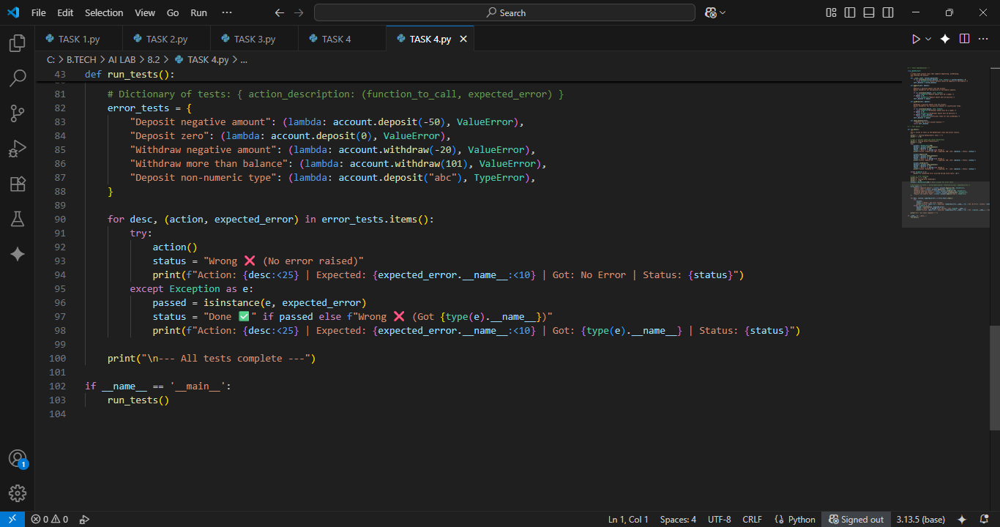 File Edit Selection View Go Run ··· Search
TASK 1.py TASK 2.py TASK 3.py TASK 4 TASK 4.py
C: > B.TECH > AI LAB > 8.2 > TASK 4.py > ...
43 def run_tests():
81 # Dictionary of tests: { action_description: (function_to_call, expected_error) }
82 error_tests = {
83 "Deposit negative amount": (lambda: account.deposit(-50), ValueError),
84 "Deposit zero": (lambda: account.deposit(0), ValueError),
85 "Withdraw negative amount": (lambda: account.withdraw(-20), ValueError),
86 "Withdraw more than balance": (lambda: account.withdraw(101), ValueError),
87 "Deposit non-numeric type": (lambda: account.deposit("abc"), TypeError),
88 }
89
90 for desc, (action, expected_error) in error_tests.items():
91 try:
92 action()
93 status = "Wrong ❌ (No error raised)"
94 print(f"Action: {desc:<25} | Expected: {expected_error.__name__:<10} | Got: No Error | Status: {status}")
95 except Exception as e:
96 passed = isinstance(e, expected_error)
97 status = "Done ✅" if passed else f"Wrong ❌ (Got {type(e).__name__})"
98 print(f"Action: {desc:<25} | Expected: {expected_error.__name__:<10} | Got: {type(e).__name__} | Status: {status}")
99
100 print("\n--- All tests complete ---")
101
102 if __name__ == '__main__':
103 run_tests()
104
1
0 0 Ln 1, Col 1 Spaces: 4 UTF-8 CRLF {} Python Signed out 3.13.5 (base)